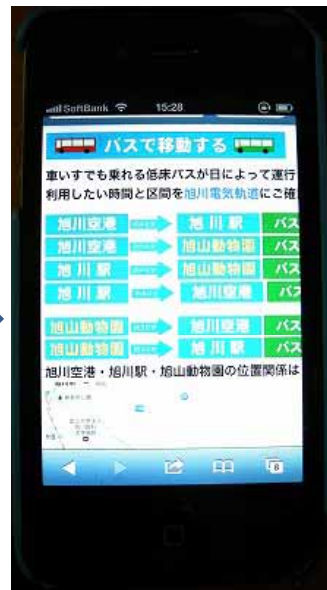 SoftBank 15:28
バスで移動する
車いすでも乗れる低床バスが日によって運行
利用したい時間と区間を旭川電気軌道にご確
旭川空港 旭川駅 バス
旭川空港 旭山動物園 バス
旭川駅 旭山動物園 バス
旭川駅 旭川空港 バス
旭山動物園 旭川空港 バス
旭山動物園 旭川駅 バス
旭川空港・旭川駅・旭山動物園の位置関係は